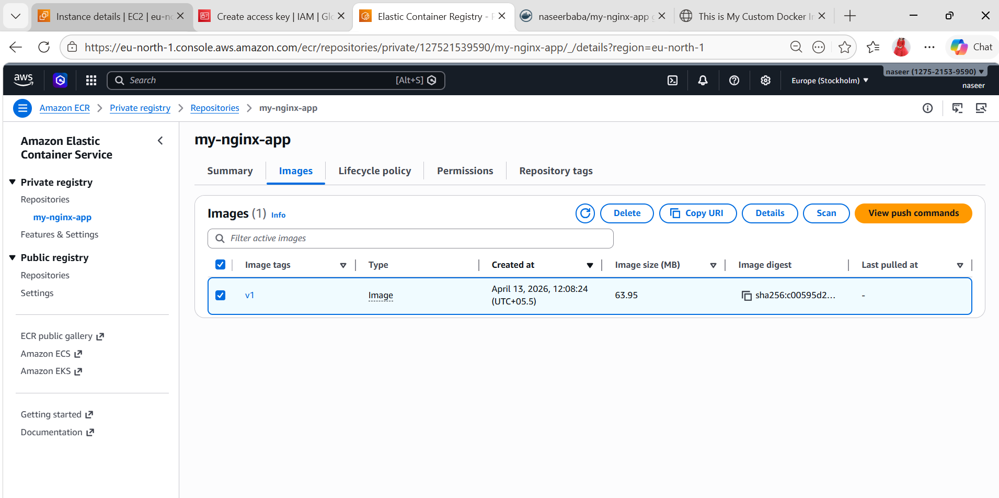 Instance details | EC2 | eu-no
Create access key | IAM | Glo
Elastic Container Registry - P
naseerbaba/my-nginx-app g
This is My Custom Docker Im
https://eu-north-1.console.aws.amazon.com/ecr/repositories/private/127521539590/my-nginx-app/_/details?region=eu-north-1
Chat
aws
Search
[Alt+S]
Europe (Stockholm)
naseer (1275-2153-9590)
naseer
Amazon ECR
Private registry
Repositories
my-nginx-app
Amazon Elastic
Container Service
Private registry
Repositories
my-nginx-app
Features & Settings
Public registry
Repositories
Settings
ECR public gallery
Amazon ECS
Amazon EKS
Getting started
Documentation
my-nginx-app
Summary
Images
Lifecycle policy
Permissions
Repository tags
Images (1) Info
Delete
Copy URI
Details
Scan
View push commands
Filter active images
Image tags
Type
Created at
Image size (MB)
Image digest
Last pulled at
v1
Image
April 13, 2026, 12:08:24
(UTC+05.5)
63.95
sha256:c00595d2...
-